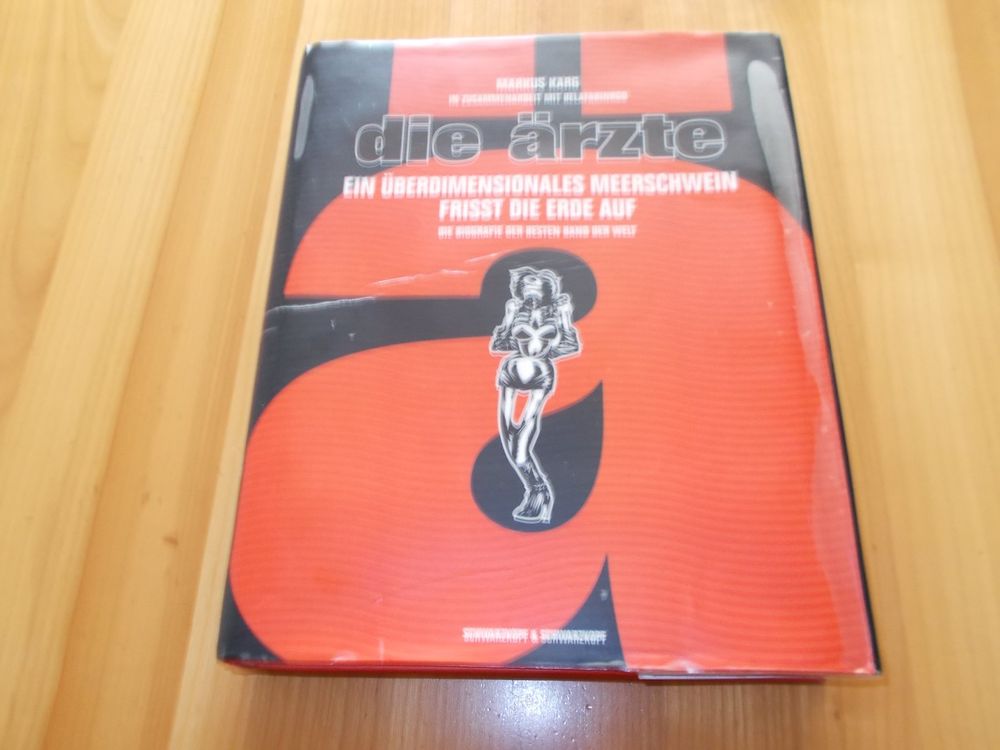 MARKUS KARG
IN ZUSAMMENARBEIT MIT BELAFARINROD
die ärzte
EIN ÜBERDIMENSIONALES MEERSCHWEIN
FRISST DIE ERDE AUF
DIE BIOGRAFIE DER BESTEN BAND DER WELT
SCHWARZKOPF & SCHWARZKOPF